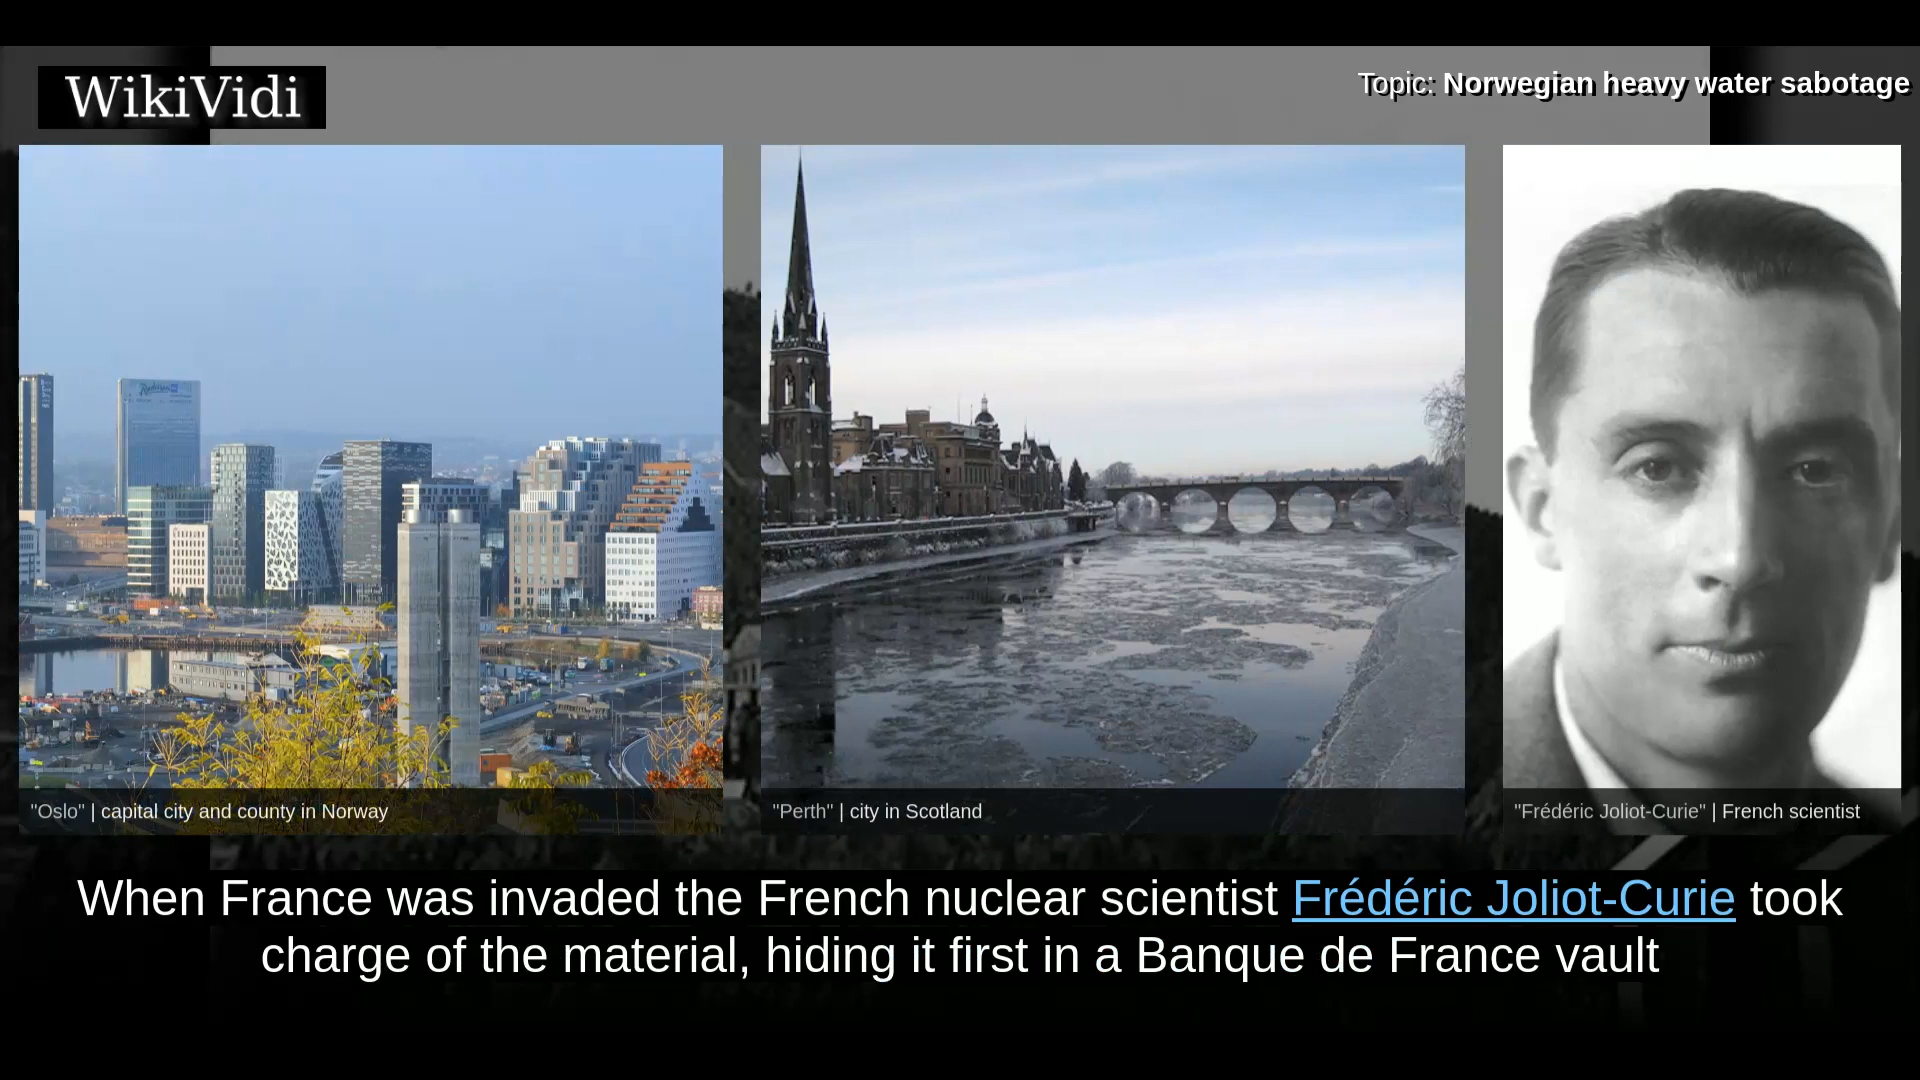 WikiVidi
Topic: Norwegian heavy water sabotage
Radisson
"Oslo" | capital city and county in Norway
"Perth" | city in Scotland
"Frédéric Joliot-Curie" | French scientist
When France was invaded the French nuclear scientist Frédéric Joliot-Curie took
charge of the material, hiding it first in a Banque de France vault